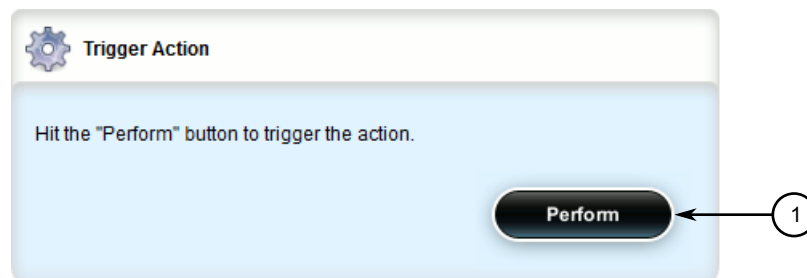 Trigger Action
Hit the "Perform" button to trigger the action.
Perform
1